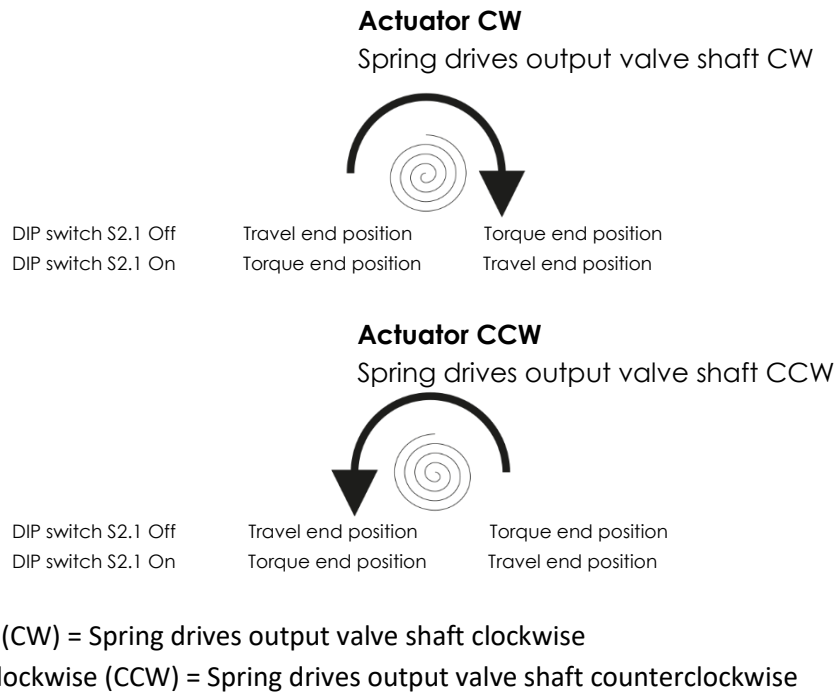 Actuator CW
Spring drives output valve shaft CW
DIP switch S2.1 Off Travel end position Torque end position
DIP switch S2.1 On Torque end position Travel end position
Actuator CCW
Spring drives output valve shaft CCW
DIP switch S2.1 Off Travel end position Torque end position
DIP switch S2.1 On Torque end position Travel end position
(CW) = Spring drives output valve shaft clockwise
lockwise (CCW) = Spring drives output valve shaft counterclockwise